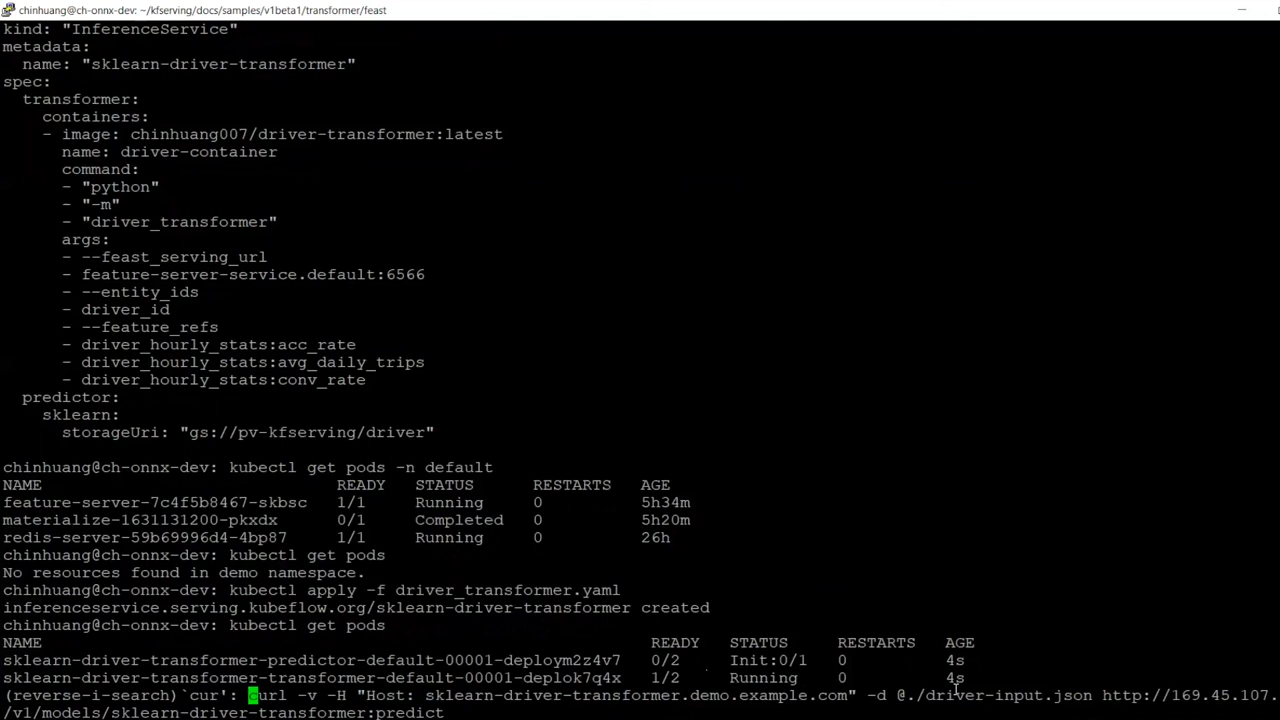 chinhuang@ch-onnx-dev: ~/kfserving/docs/samples/v1beta1/transformer/feast
kind: "InferenceService"
metadata:
  name: "sklearn-driver-transformer"
spec:
  transformer:
    containers:
    - image: chinhuang007/driver-transformer:latest
      name: driver-container
      command:
      - "python"
      - "-m"
      - "driver_transformer"
      args:
        - --feast_serving_url
        - feature-server-service.default:6566
        - --entity_ids
        - driver_id
        - --feature_refs
        - driver_hourly_stats:acc_rate
        - driver_hourly_stats:avg_daily_trips
        - driver_hourly_stats:conv_rate
  predictor:
    sklearn:
      storageUri: "gs://pv-kfserving/driver"
chinhuang@ch-onnx-dev: kubectl get pods -n default
NAME READY STATUS RESTARTS AGE
feature-server-7c4f5b8467-skbsc 1/1 Running 0 5h34m
materialize-1631131200-pkxdx 0/1 Completed 0 5h20m
redis-server-59b69996d4-4bp87 1/1 Running 0 26h
chinhuang@ch-onnx-dev: kubectl get pods
No resources found in demo namespace.
chinhuang@ch-onnx-dev: kubectl apply -f driver_transformer.yaml
inferenceservice.serving.kubeflow.org/sklearn-driver-transformer created
chinhuang@ch-onnx-dev: kubectl get pods
NAME READY STATUS RESTARTS AGE
sklearn-driver-transformer-predictor-default-00001-deploym2z4v7 0/2 Init:0/1 0 4s
sklearn-driver-transformer-transformer-default-00001-deplok7q4x 1/2 Running 0 4s
(reverse-i-search)`cur': curl -v -H "Host: sklearn-driver-transformer.demo.example.com" -d @./driver-input.json http://169.45.107.
/v1/models/sklearn-driver-transformer:predict